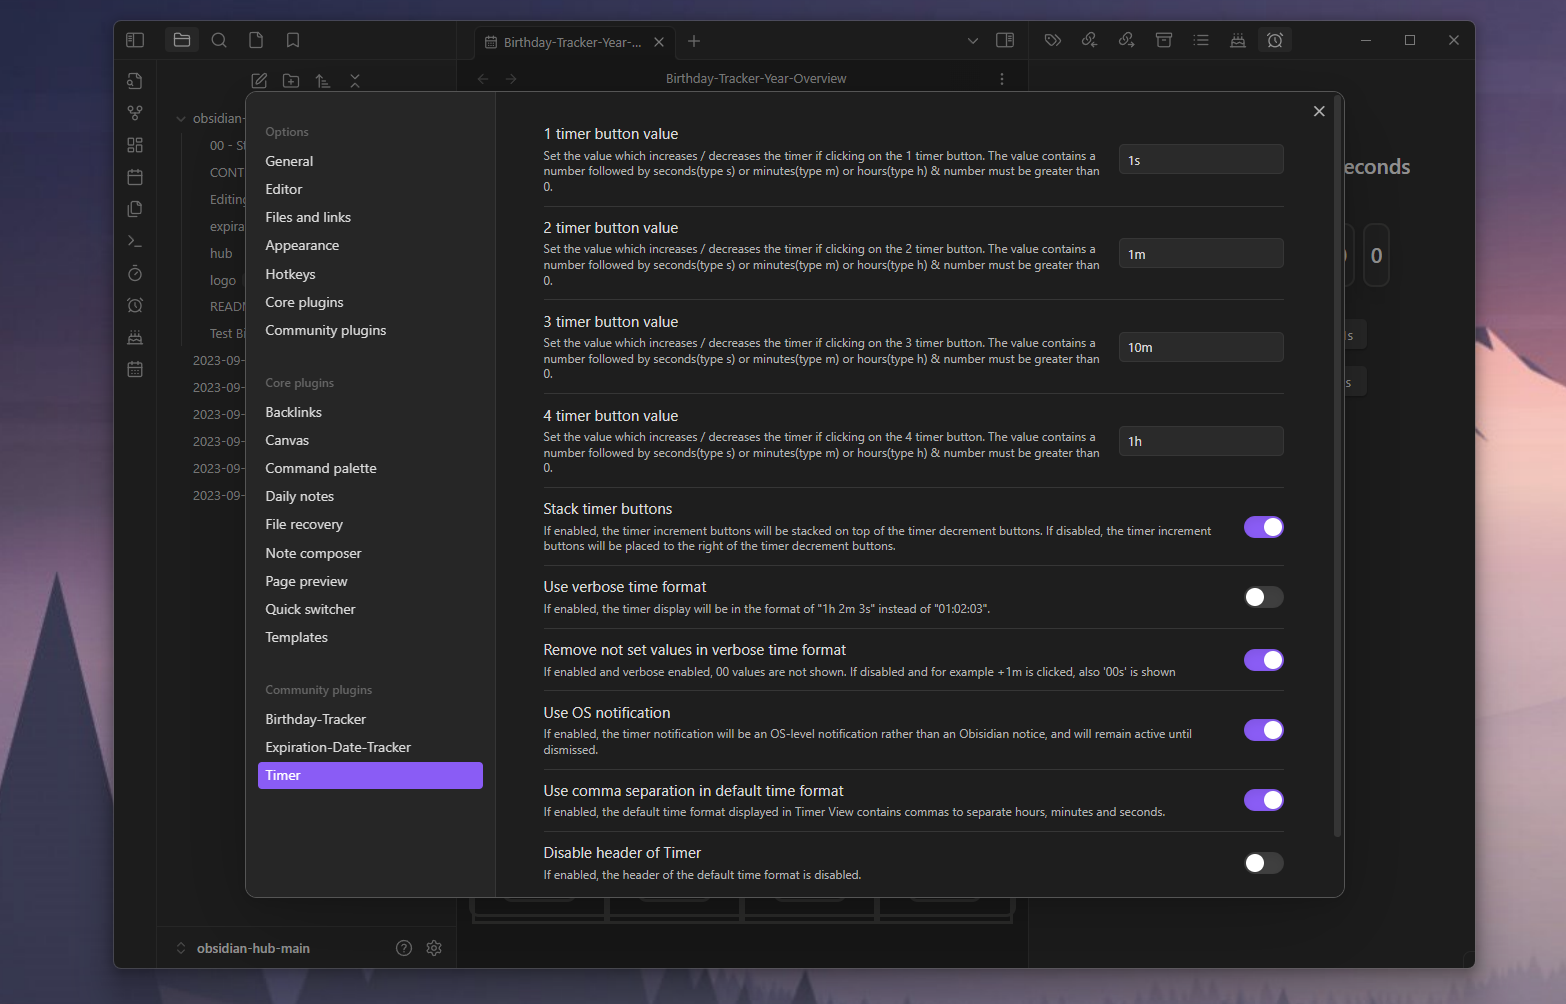 Birthday-Tracker-Year-...
Birthday-Tracker-Year-Overview
obsidian-
00 - St
CONT
Editing
expira
hub
logo
READM
Test Bi
2023-09-
2023-09-
2023-09-
2023-09-
2023-09-
2023-09-
obsidian-hub-main
Options
General
Editor
Files and links
Appearance
Hotkeys
Core plugins
Community plugins
Core plugins
Backlinks
Canvas
Command palette
Daily notes
File recovery
Note composer
Page preview
Quick switcher
Templates
Community plugins
Birthday-Tracker
Expiration-Date-Tracker
Timer
1 timer button value
Set the value which increases / decreases the timer if clicking on the 1 timer button. The value contains a
number followed by seconds(type s) or minutes(type m) or hours(type h) & number must be greater than
0.
1s
2 timer button value
Set the value which increases / decreases the timer if clicking on the 2 timer button. The value contains a
number followed by seconds(type s) or minutes(type m) or hours(type h) & number must be greater than
0.
1m
3 timer button value
Set the value which increases / decreases the timer if clicking on the 3 timer button. The value contains a
number followed by seconds(type s) or minutes(type m) or hours(type h) & number must be greater than
0.
10m
4 timer button value
Set the value which increases / decreases the timer if clicking on the 4 timer button. The value contains a
number followed by seconds(type s) or minutes(type m) or hours(type h) & number must be greater than
0.
1h
Stack timer buttons
If enabled, the timer increment buttons will be stacked on top of the timer decrement buttons. If disabled, the timer increment
buttons will be placed to the right of the timer decrement buttons.
Use verbose time format
If enabled, the timer display will be in the format of "1h 2m 3s" instead of "01:02:03".
Remove not set values in verbose time format
If enabled and verbose enabled, 00 values are not shown. If disabled and for example +1m is clicked, also '00s' is shown
Use OS notification
If enabled, the timer notification will be an OS-level notification rather than an Obisidian notice, and will remain active until
dismissed.
Use comma separation in default time format
If enabled, the default time format displayed in Timer View contains commas to separate hours, minutes and seconds.
Disable header of Timer
If enabled, the header of the default time format is disabled.
econds
0
s
s